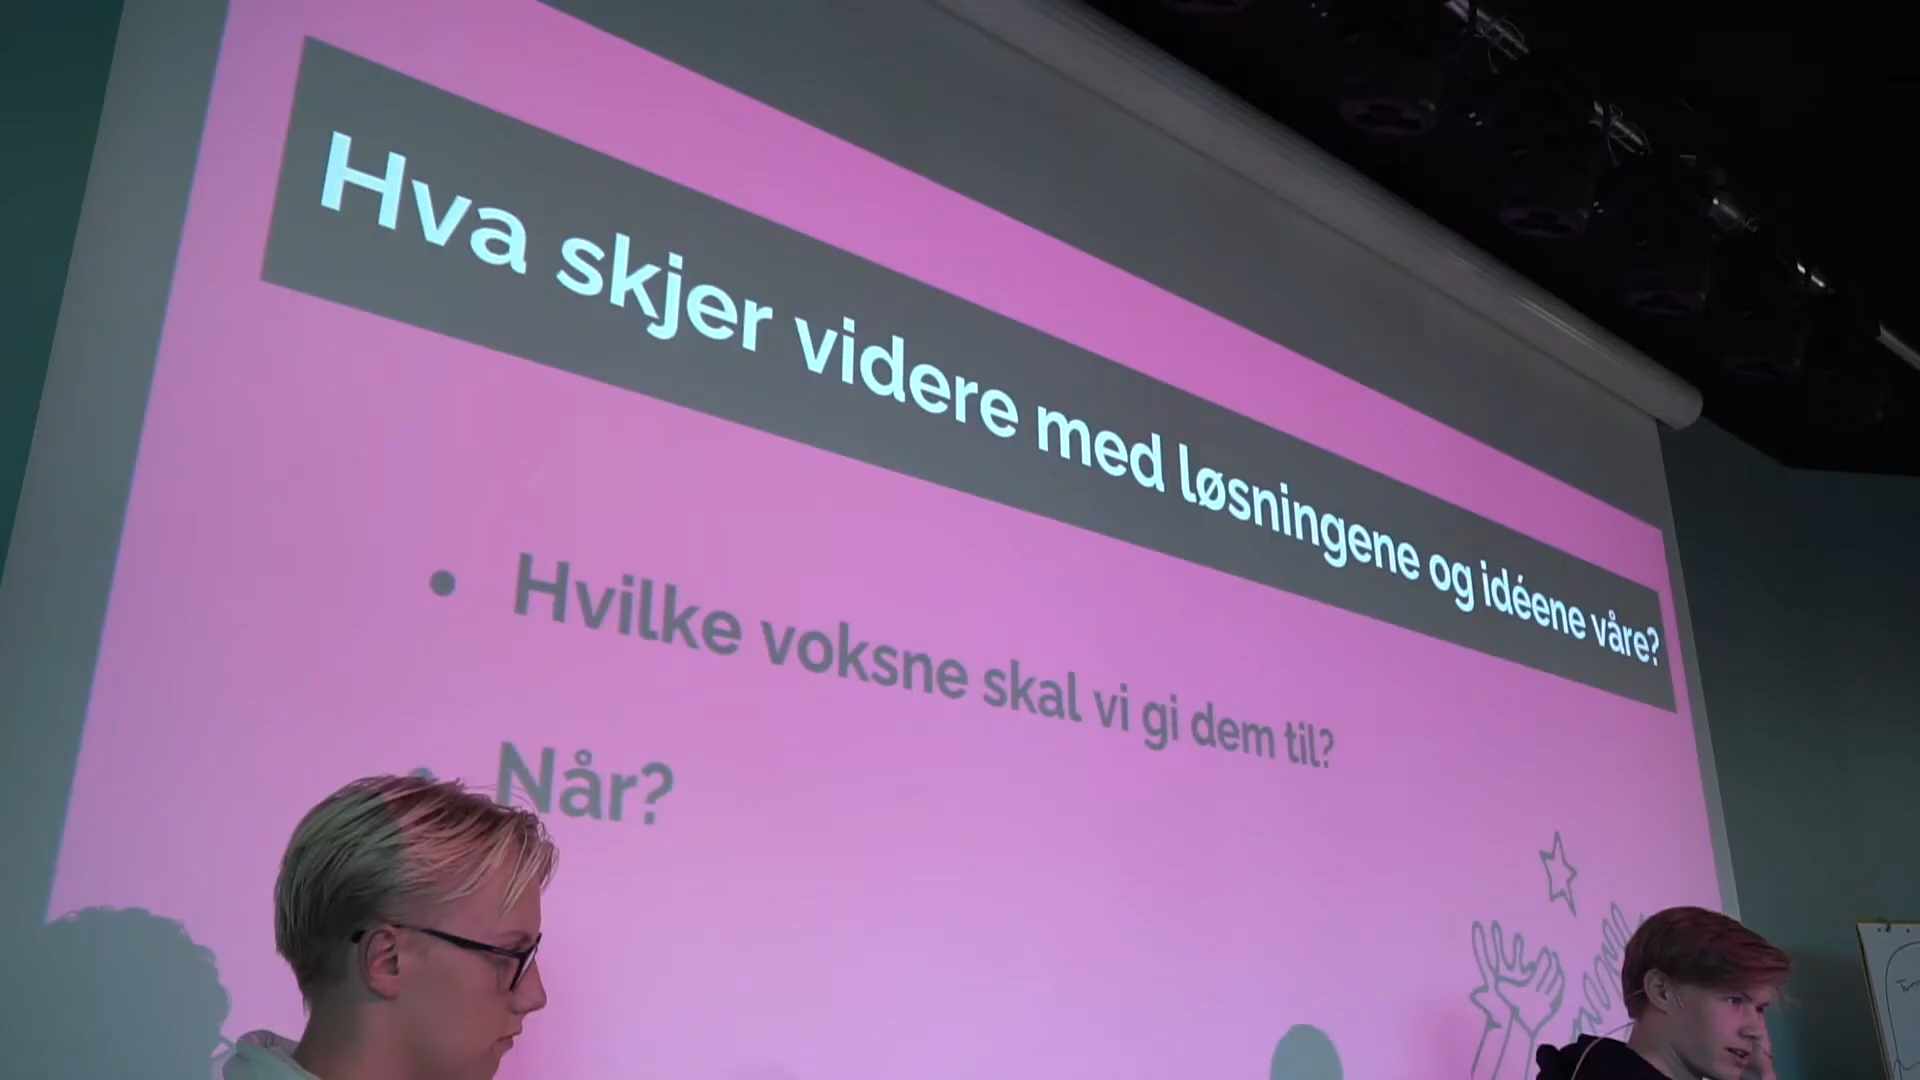 Hva skjer videre med løsningene og idéene våre?
• Hvilke voksne skal vi gi dem til?
• Når?